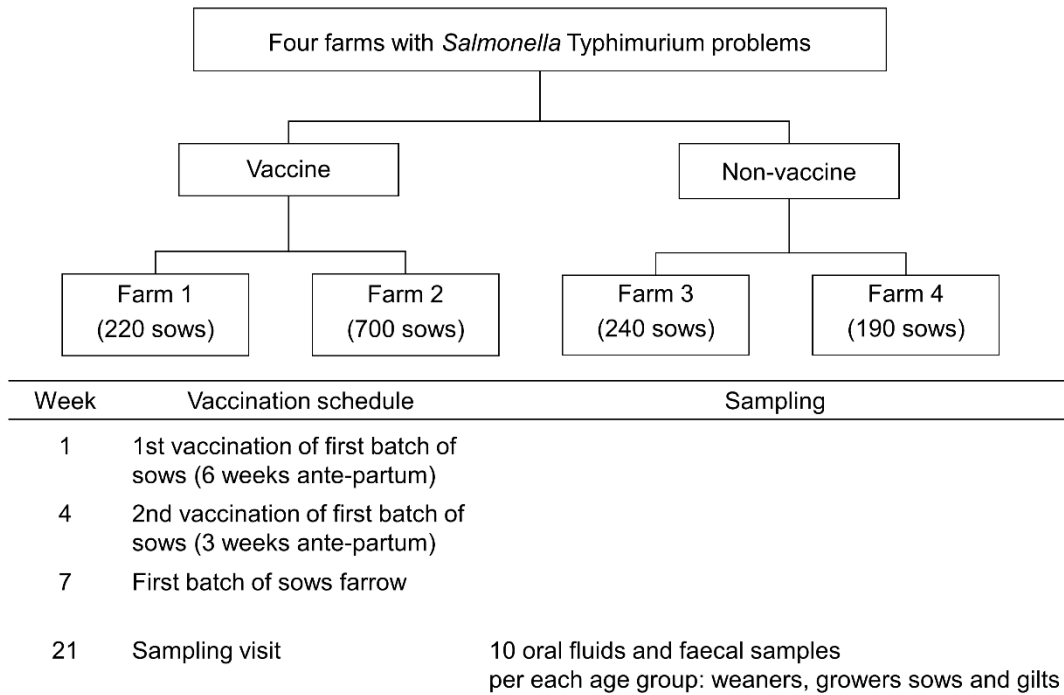 Four farms with Salmonella Typhimurium problems
Vaccine
Non-vaccine
Farm 1
(220 sows)
Farm 2
(700 sows)
Farm 3
(240 sows)
Farm 4
(190 sows)
Week Vaccination schedule Sampling
1 1st vaccination of first batch of
sows (6 weeks ante-partum)
4 2nd vaccination of first batch of
sows (3 weeks ante-partum)
7 First batch of sows farrow
21 Sampling visit 10 oral fluids and faecal samples
per each age group: weaners, growers sows and gilts